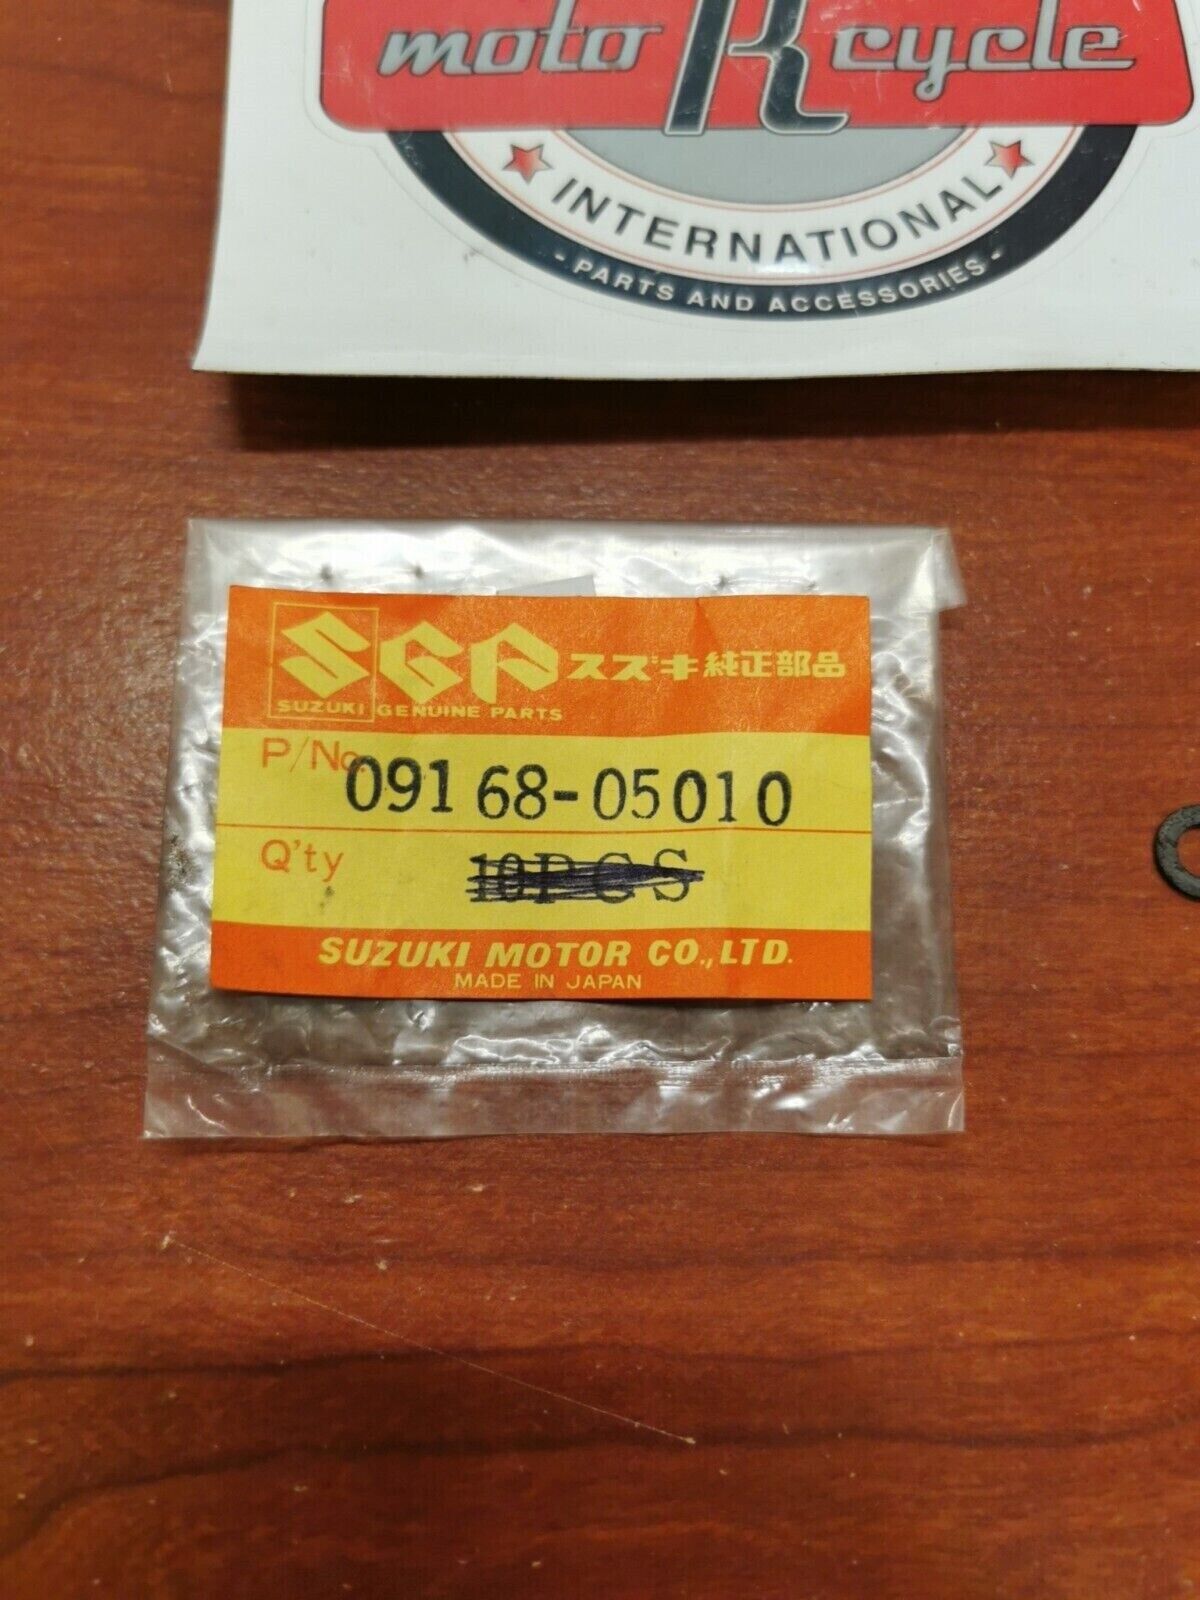 moto R cycle
INTERNATIONAL
- PARTS AND ACCESSORIES -
SGP スズキ純正部品
SUZUKI GENUINE PARTS
P/No. 09168-05010
Q'ty 10PCS
SUZUKI MOTOR CO., LTD.
MADE IN JAPAN